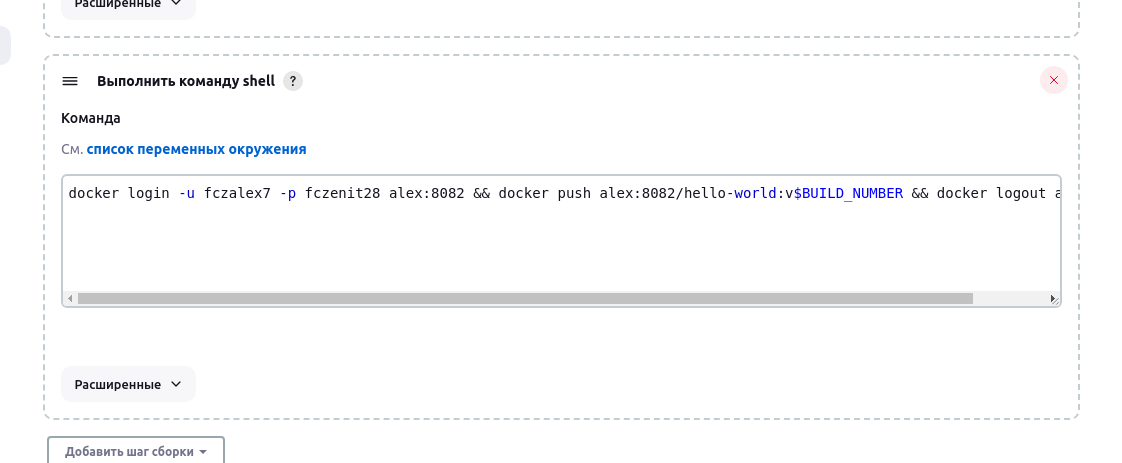 Расширенные
Выполнить команду shell ?
Команда
См. список переменных окружения
docker login -u fczalex7 -p fczenit28 alex:8082 && docker push alex:8082/hello-world:v$BUILD_NUMBER && docker logout a
Расширенные
Добавить шаг сборки